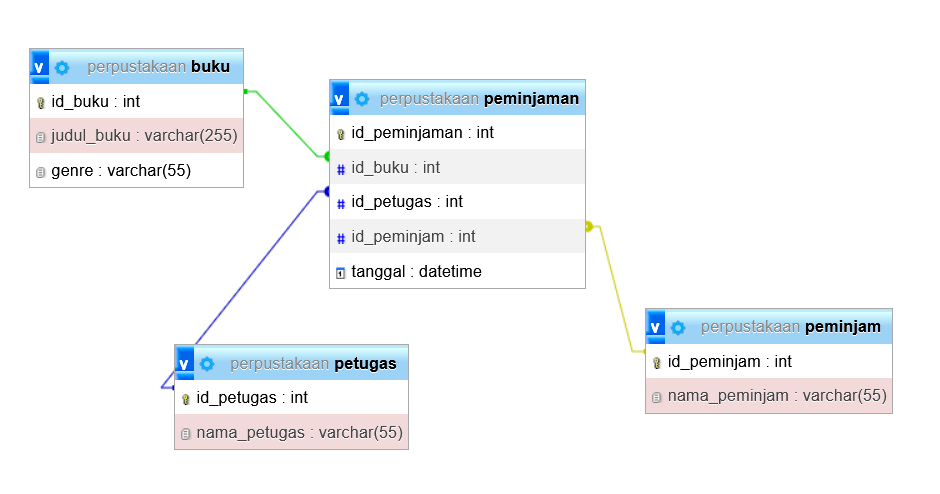 v perpustakaan buku
id_buku : int
judul_buku : varchar(255)
genre : varchar(55)
v perpustakaan peminjaman
id_peminjaman : int
# id_buku : int
# id_petugas : int
# id_peminjam : int
1 tanggal : datetime
v perpustakaan petugas
id_petugas : int
nama_petugas : varchar(55)
v perpustakaan peminjam
id_peminjam : int
nama_peminjam : varchar(55)